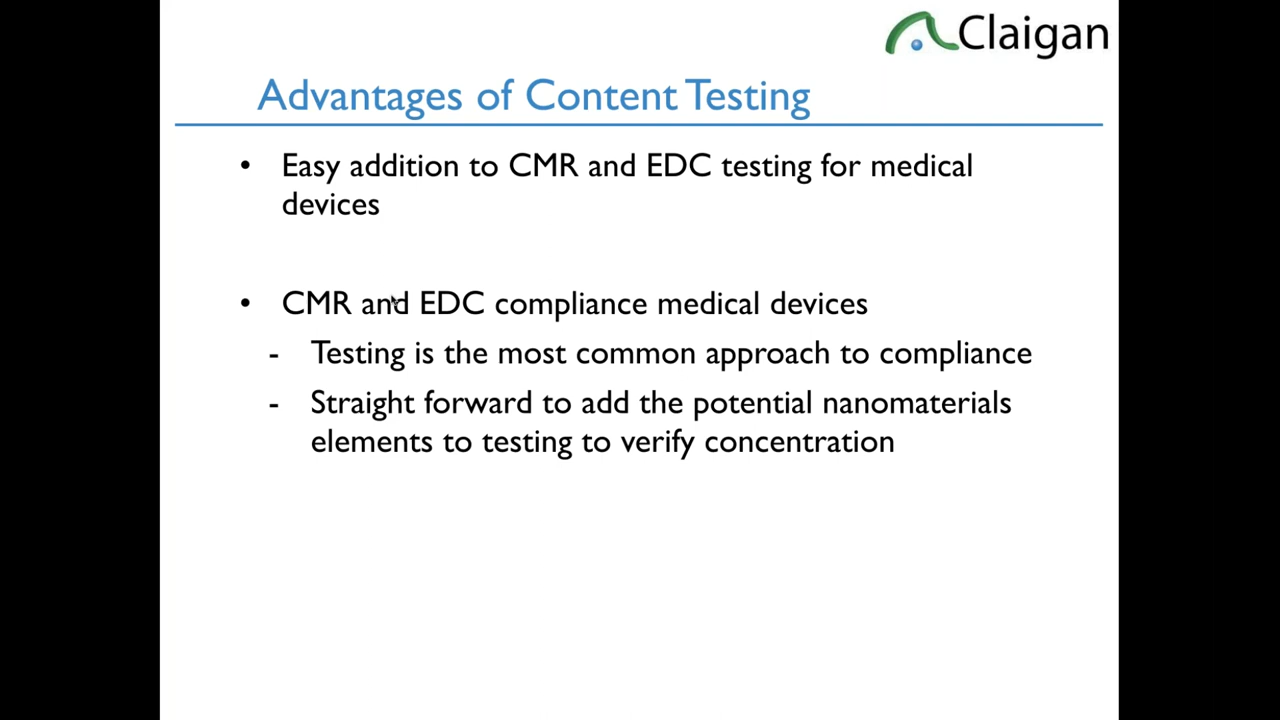 Claigan
Advantages of Content Testing
• Easy addition to CMR and EDC testing for medical
devices
• CMR and EDC compliance medical devices
- Testing is the most common approach to compliance
- Straight forward to add the potential nanomaterials
elements to testing to verify concentration